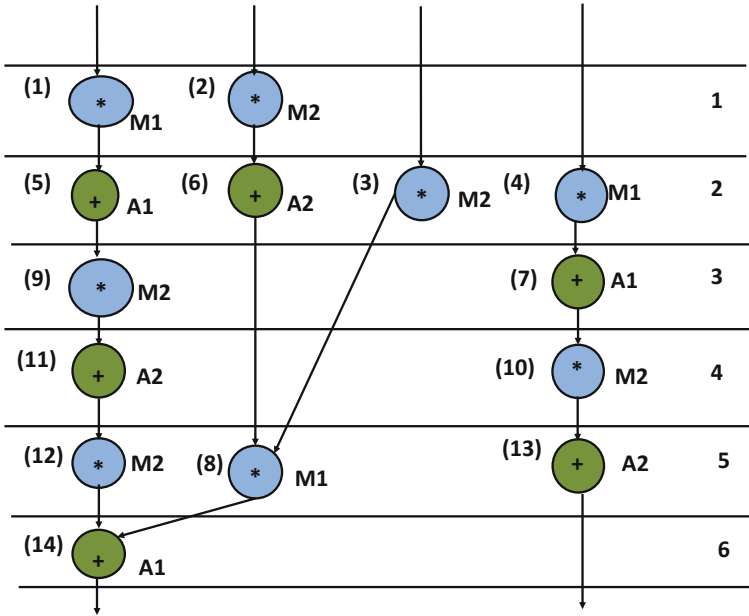 (1) * M1 (2) * M2 1
(5) + A1 (6) + A2 (3) * M2 (4) * M1 2
(9) * M2 (7) + A1 3
(11) + A2 (10) * M2 4
(12) * M2 (8) * M1 (13) + A2 5
(14) + A1 6